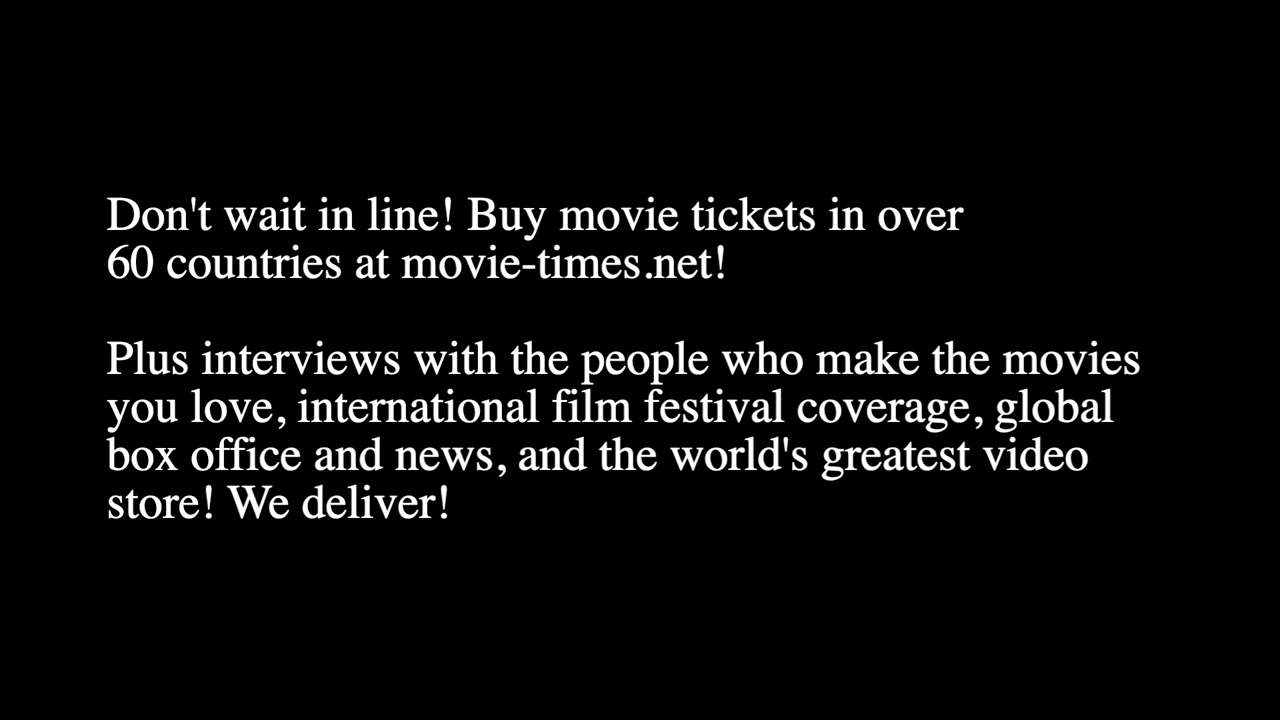 Don't wait in line! Buy movie tickets in over
60 countries at movie-times.net!
Plus interviews with the people who make the movies
you love, international film festival coverage, global
box office and news, and the world's greatest video
store! We deliver!